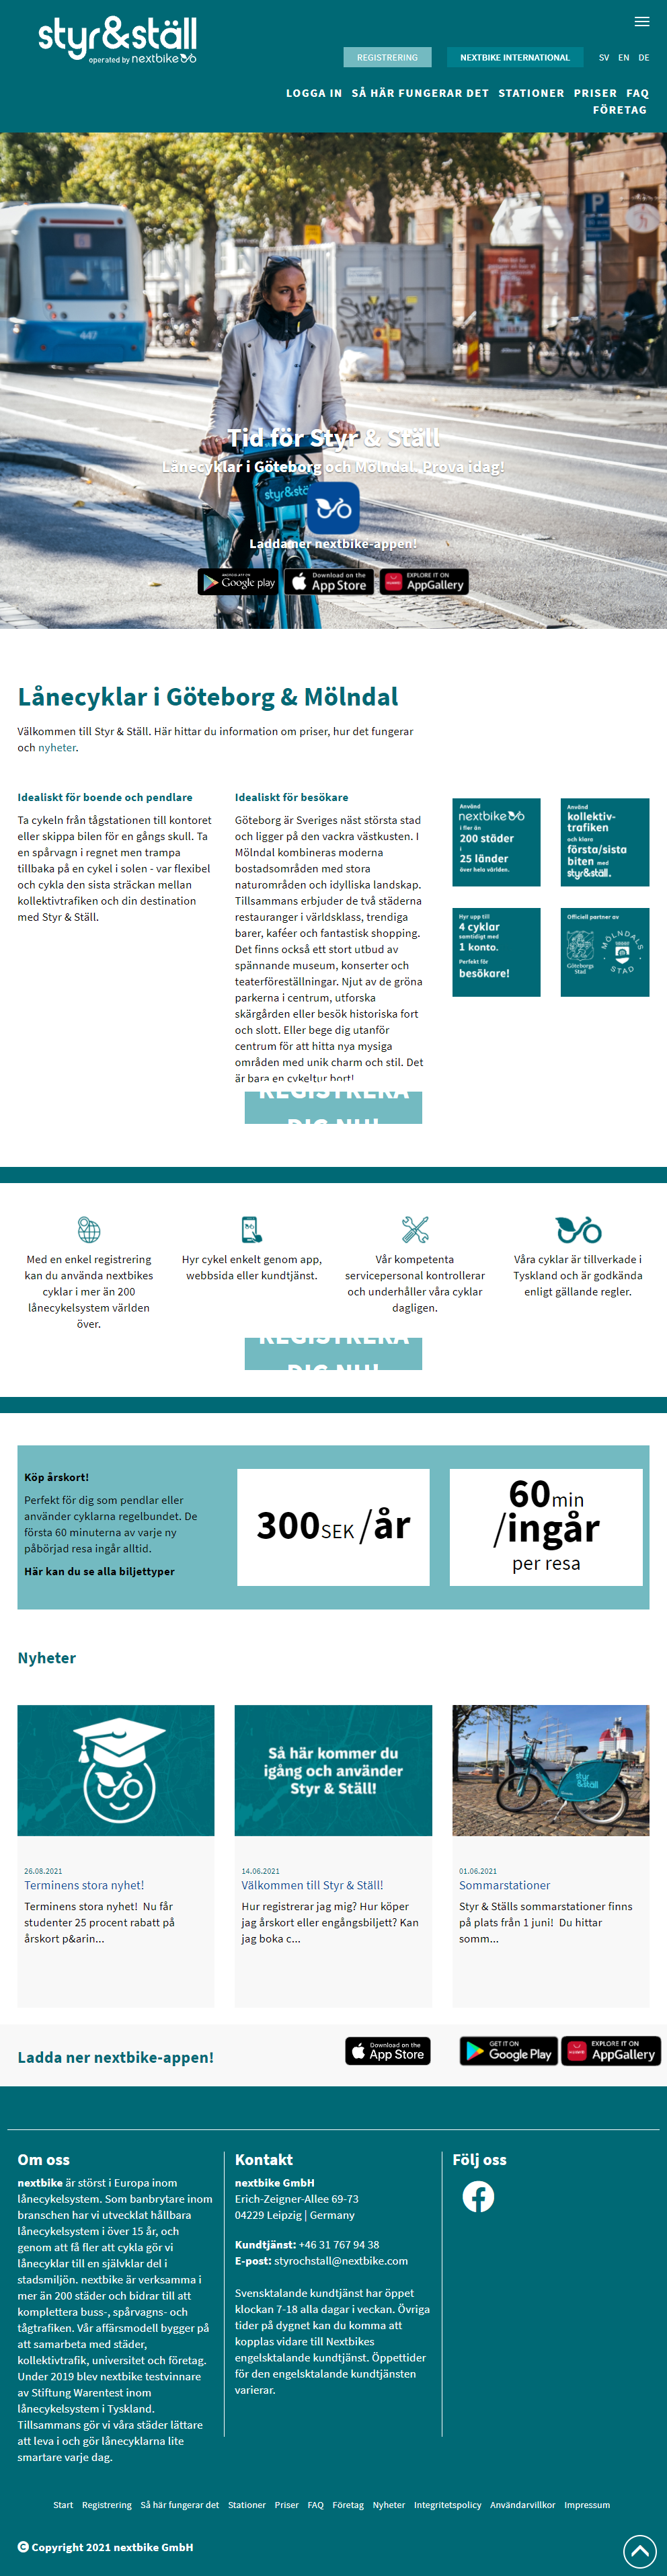 styr&ställ
operated by nextbike
REGISTRERING
NEXTBIKE INTERNATIONAL
SV EN DE
LOGGA IN SÅ HÄR FUNGERAR DET STATIONER PRISER FAQ
FÖRETAG
447
P
Tid för Styr & Ställ
Lånecyklar i Göteborg och Mölndal. Prova idag!
styr&ställ
Ladda ner nextbike-appen!
ANDROID APP ON
Google play
Download on the
App Store
EXPLORE IT ON
AppGallery
Lånecyklar i Göteborg & Mölndal
Välkommen till Styr & Ställ. Här hittar du information om priser, hur det fungerar
och nyheter.
Idealiskt för boende och pendlare
Ta cykeln från tågstationen till kontoret
eller skippa bilen för en gångs skull. Ta
en spårvagn i regnet men trampa
tillbaka på en cykel i solen - var flexibel
och cykla den sista sträckan mellan
kollektivtrafiken och din destination
med Styr & Ställ.
Idealiskt för besökare
Göteborg är Sveriges näst största stad
och ligger på den vackra västkusten. I
Mölndal kombineras moderna
bostadsområden med stora
naturområden och idylliska landskap.
Tillsammans erbjuder de två städerna
restauranger i världsklass, trendiga
barer, kaféer och fantastisk shopping.
Det finns också ett stort utbud av
spännande museum, konserter och
teaterföreställningar. Njut av de gröna
parkerna i centrum, utforska
skärgården eller besök historiska fort
och slott. Eller bege dig utanför
centrum för att hitta nya mysiga
områden med unik charm och stil. Det
är bara en cykeltur bort!
Använd
nextbike
i fler än
200 städer
i
25 länder
över hela världen.
Använd
kollektiv-
trafiken
och klara
första/sista
biten med
styr&ställ.
Hyr upp till
4 cyklar
samtidigt med
1 konto.
Perfekt för
besökare!
Officiell partner av
Göteborgs
Stad
MÖLNDALS
STAD
REGISTRERA
DIG NU!
Med en enkel registrering
kan du använda nextbikes
cyklar i mer än 200
lånecykelsystem världen
över.
Hyr cykel enkelt genom app,
webbsida eller kundtjänst.
Vår kompetenta
servicepersonal kontrollerar
och underhåller våra cyklar
dagligen.
Våra cyklar är tillverkade i
Tyskland och är godkända
enligt gällande regler.
REGISTRERA
DIG NU!
Köp årskort!
Perfekt för dig som pendlar eller
använder cyklarna regelbundet. De
första 60 minuterna av varje ny
påbörjad resa ingår alltid.
Här kan du se alla biljettyper
300SEK /år
60min
/ingår
per resa
Nyheter
26.08.2021
Terminens stora nyhet!
Terminens stora nyhet!  Nu får
studenter 25 procent rabatt på
årskort p&arin...
Så här kommer du
igång och använder
Styr & Ställ!
14.06.2021
Välkommen till Styr & Ställ!
Hur registrerar jag mig? Hur köper
jag årskort eller engångsbiljett? Kan
jag boka c...
styr
&ställ
01.06.2021
Sommarstationer
Styr & Ställs sommarstationer finns
på plats från 1 juni!  Du hittar
somm...
Ladda ner nextbike-appen!
Download on the
App Store
GET IT ON
Google Play
EXPLORE IT ON
AppGallery
Om oss
nextbike är störst i Europa inom
lånecykelsystem. Som banbrytare inom
branschen har vi utvecklat hållbara
lånecykelsystem i över 15 år, och
genom att få fler att cykla gör vi
lånecyklar till en självklar del i
stadsmiljön. nextbike är verksamma i
mer än 200 städer och bidrar till att
komplettera buss-, spårvagns- och
tågtrafiken. Vår affärsmodell bygger på
att samarbeta med städer,
kollektivtrafik, universitet och företag.
Under 2019 blev nextbike testvinnare
av Stiftung Warentest inom
lånecykelsystem i Tyskland.
Tillsammans gör vi våra städer lättare
att leva i och gör lånecyklarna lite
smartare varje dag.
Kontakt
nextbike GmbH
Erich-Zeigner-Allee 69-73
04229 Leipzig | Germany
Kundtjänst: +46 31 767 94 38
E-post: styrochstall@nextbike.com
Svensktalande kundtjänst har öppet
klockan 7-18 alla dagar i veckan. Övriga
tider på dygnet kan du komma att
kopplas vidare till Nextbikes
engelsktalande kundtjänst. Öppettider
för den engelsktalande kundtjänsten
varierar.
Följ oss
Start Registrering Så här fungerar det Stationer Priser FAQ Företag Nyheter Integritetspolicy Användarvillkor Impressum
Copyright 2021 nextbike GmbH